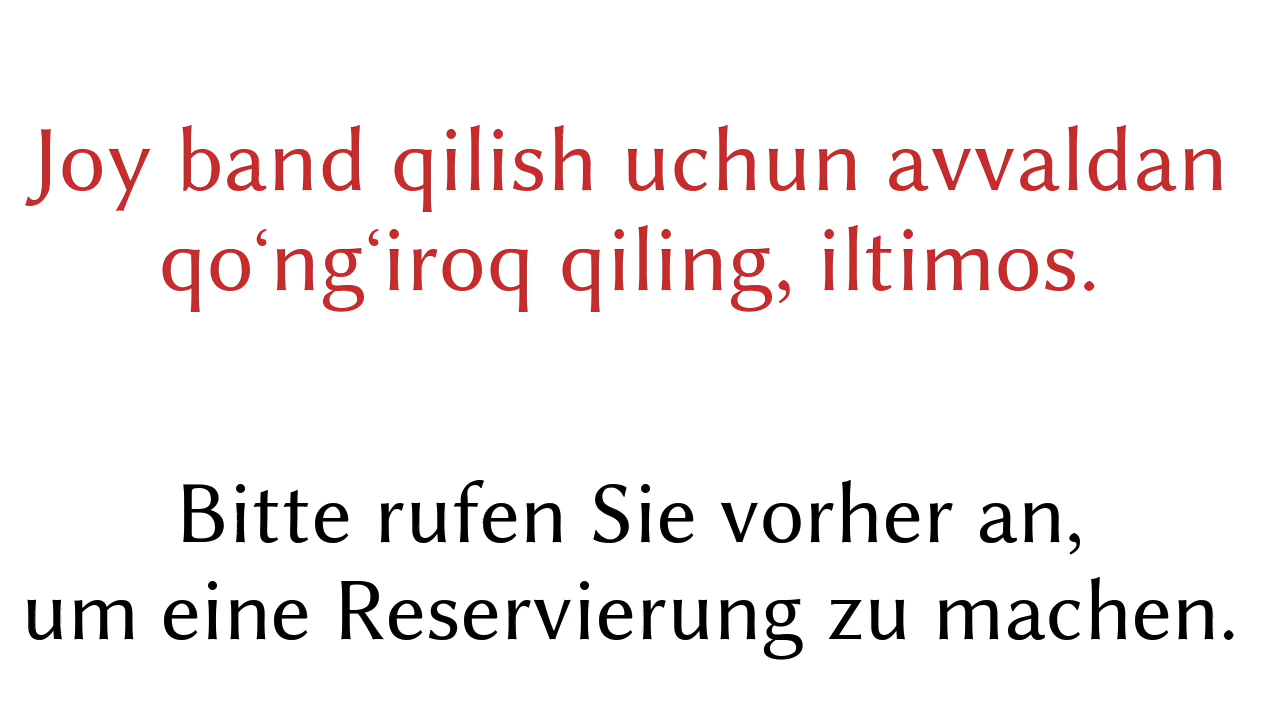 Joy band qilish uchun avvaldan
qo‘ng‘iroq qiling, iltimos.
Bitte rufen Sie vorher an,
um eine Reservierung zu machen.